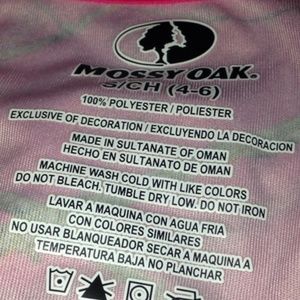 MOSSY OAK.
S/CH (4-6)
100% POLYESTER / POLIESTER
EXCLUSIVE OF DECORATION / EXCLUYENDO LA DECORACION
MADE IN SULTANATE OF OMAN
HECHO EN SULTANATO DE OMAN
MACHINE WASH COLD WITH LIKE COLORS
DO NOT BLEACH, TUMBLE DRY LOW. DO NOT IRON
LAVAR A MAQUINA CON AGUA FRIA
CON COLORES SIMILARES
NO USAR BLANQUEADOR SECAR A MAQUINA A
TEMPERATURA BAJA NO PLANCHAR